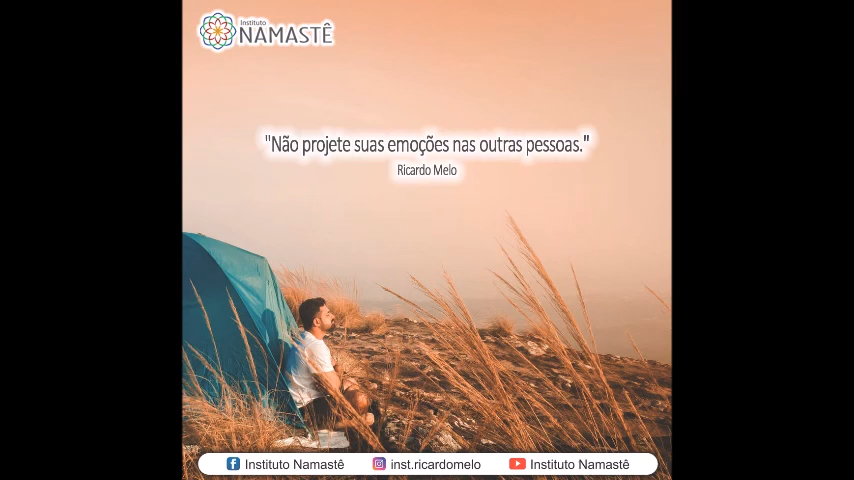 Instituto
NAMASTÊ
"Não projete suas emoções nas outras pessoas."
Ricardo Melo
Instituto Namastê inst.ricardomelo Instituto Namastê